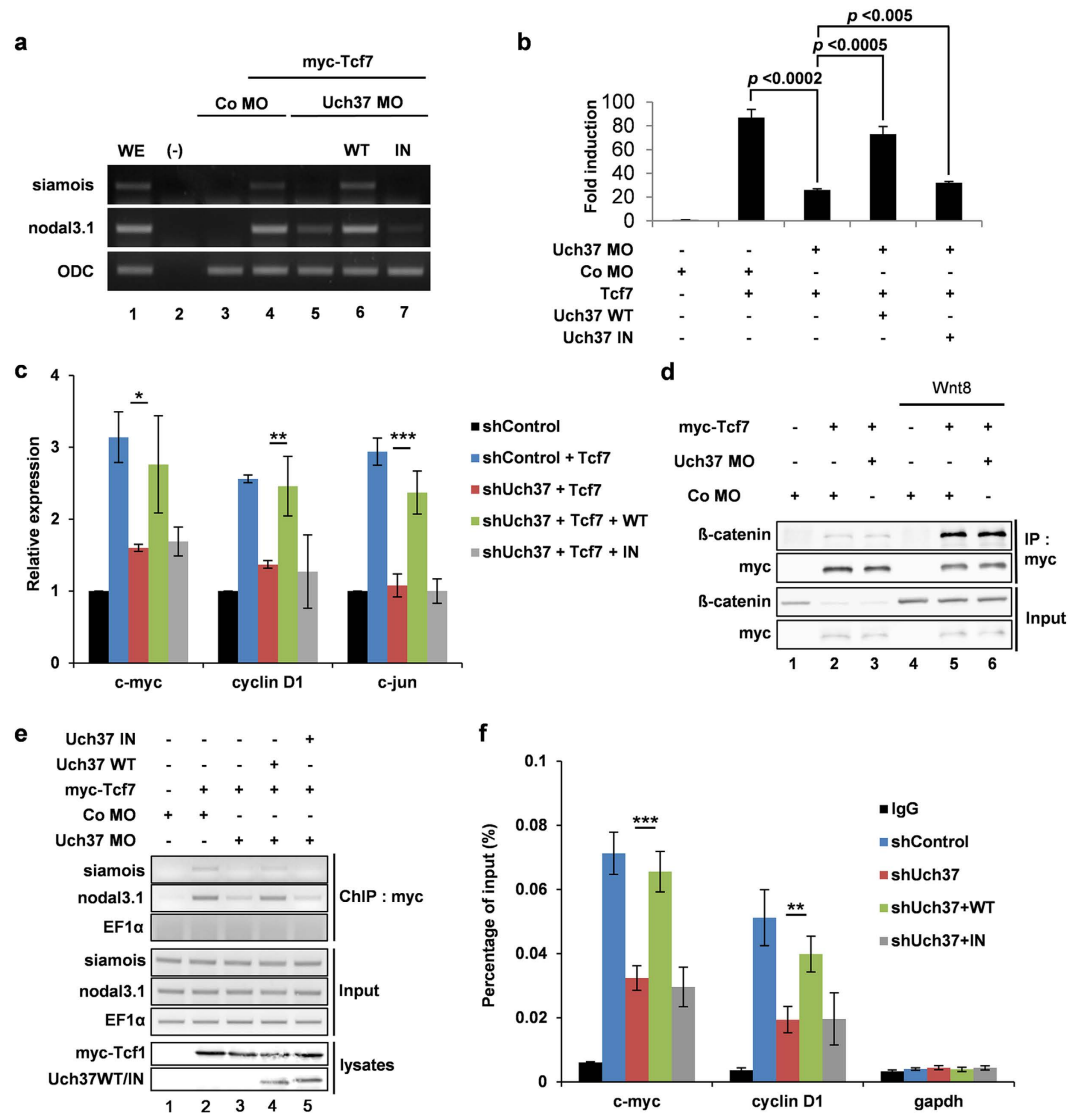 a
myc-Tcf7
Co MO Uch37 MO
WE (-) WT IN
siamois
nodal3.1
ODC
1 2 3 4 5 6 7
b
p <0.005
p <0.0005
p <0.0002
Fold induction
100
80
60
40
20
0
Uch37 MO - - + + +
Co MO + + - - -
Tcf7 - + + + +
Uch37 WT - - - + -
Uch37 IN - - - - +
c
Relative expression
4
3
2
1
0
* ** ***
c-myc cyclin D1 c-jun
shControl
shControl + Tcf7
shUch37 + Tcf7
shUch37 + Tcf7 + WT
shUch37 + Tcf7 + IN
d
Wnt8
myc-Tcf7 - + + - + +
Uch37 MO - - + - - +
Co MO + + - + + -
ß-catenin
myc
IP :
myc
ß-catenin
myc
Input
1 2 3 4 5 6
e
Uch37 IN - - - - +
Uch37 WT - - - + -
myc-Tcf7 - + + + +
Co MO + + - - -
Uch37 MO - - + + +
siamois
nodal3.1
EF1α
ChIP : myc
siamois
nodal3.1
EF1α
Input
myc-Tcf1
Uch37WT/IN
lysates
1 2 3 4 5
f
Percentage of input (%)
0.1
0.08
0.06
0.04
0.02
0
*** **
c-myc cyclin D1 gapdh
IgG
shControl
shUch37
shUch37+WT
shUch37+IN